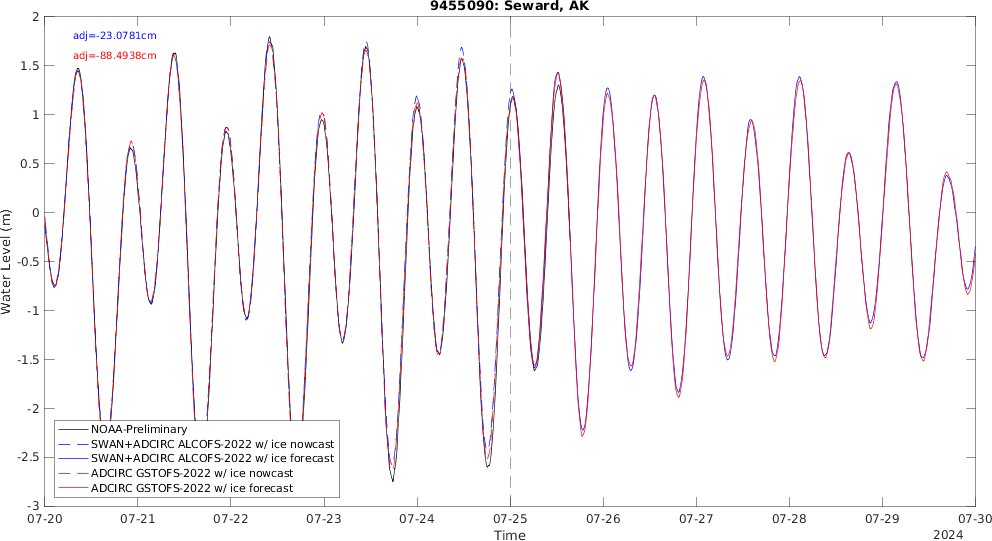 9455090: Seward, AK
adj=-23.0781cm
adj=-88.4938cm
2
1.5
1
0.5
0
-0.5
-1
-1.5
-2
-2.5
-3
Water Level (m)
NOAA-Preliminary
SWAN+ADCIRC ALCOFS-2022 w/ ice nowcast
SWAN+ADCIRC ALCOFS-2022 w/ ice forecast
ADCIRC GSTOFS-2022 w/ ice nowcast
ADCIRC GSTOFS-2022 w/ ice forecast
07-20 07-21 07-22 07-23 07-24 07-25 07-26 07-27 07-28 07-29 07-30
Time
2024